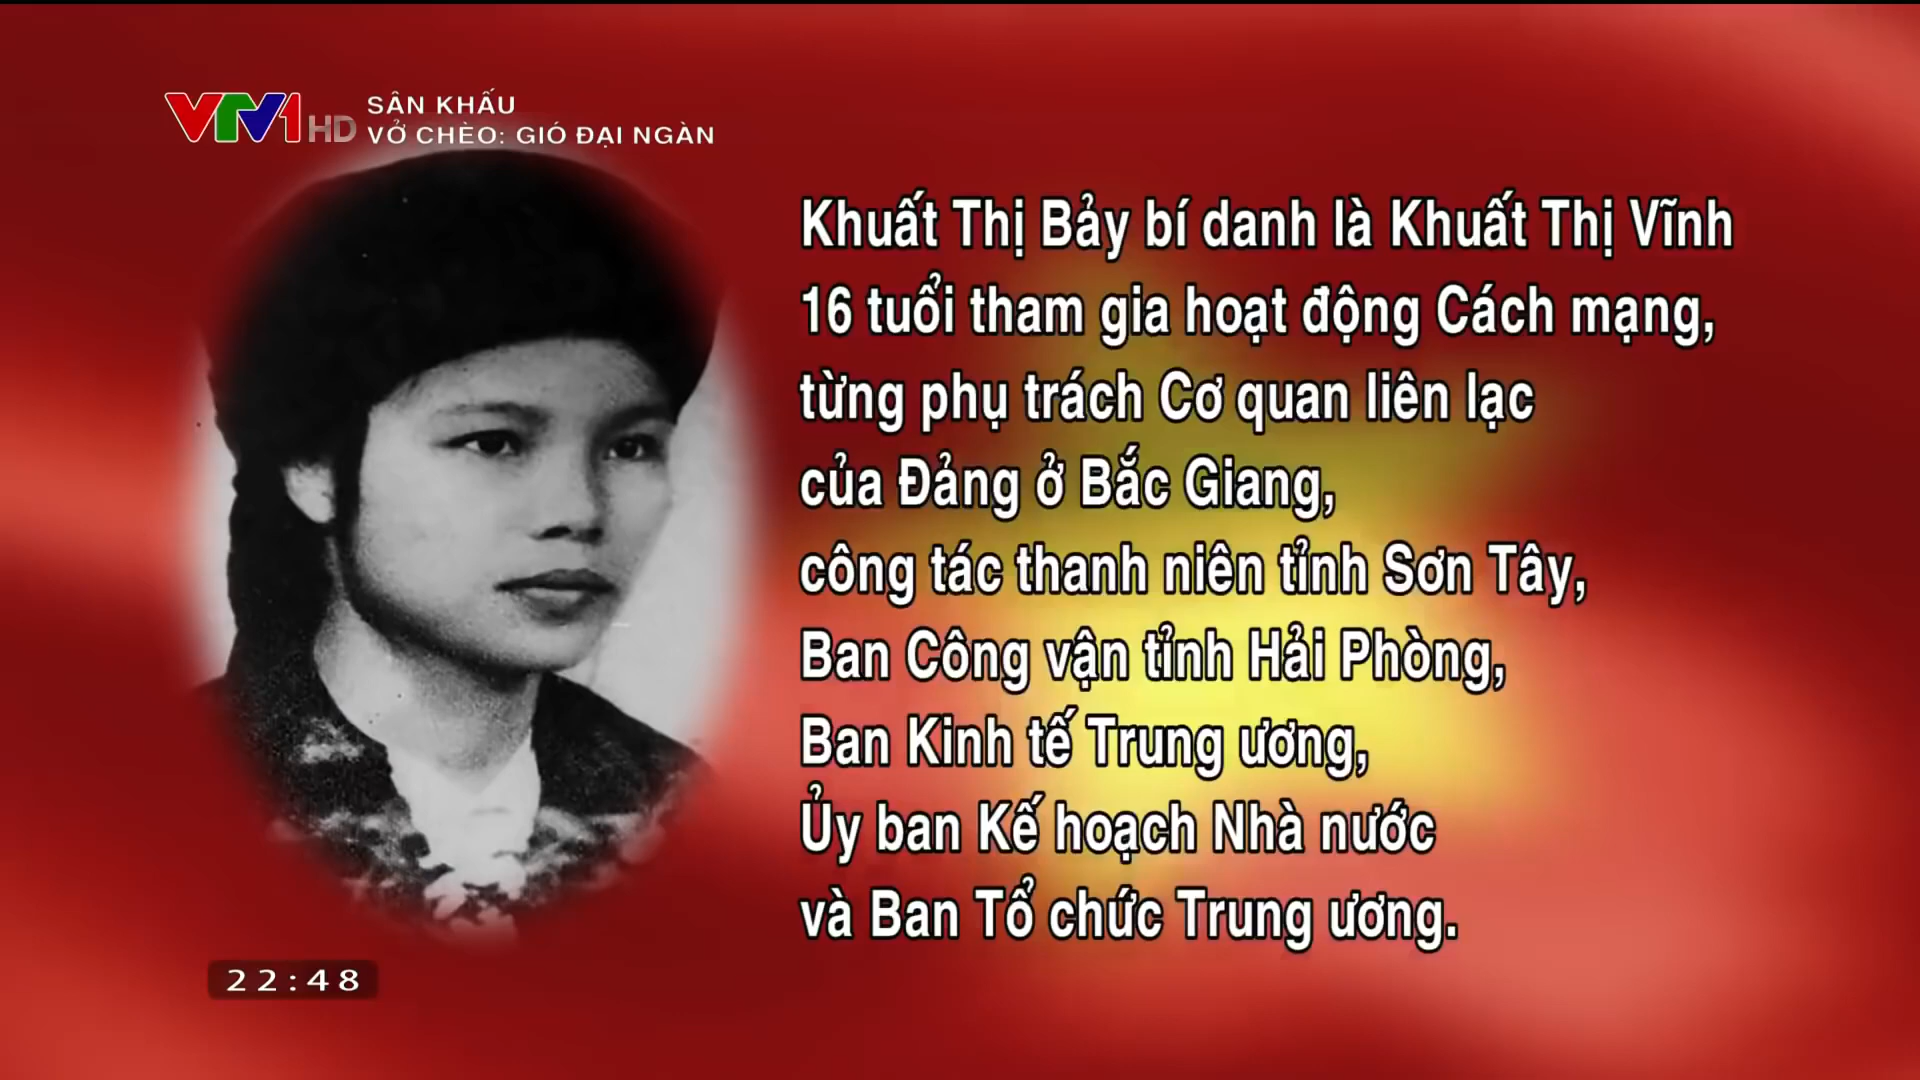 VTV1 HD
SÂN KHẤU
VỞ CHÈO: GIÓ ĐẠI NGÀN
Khuất Thị Bảy bí danh là Khuất Thị Vĩnh
16 tuổi tham gia hoạt động Cách mạng,
từng phụ trách Cơ quan liên lạc
của Đảng ở Bắc Giang,
công tác thanh niên tỉnh Sơn Tây,
Ban Công vận tỉnh Hải Phòng,
Ban Kinh tế Trung ương,
Ủy ban Kế hoạch Nhà nước
và Ban Tổ chức Trung ương.
22:48